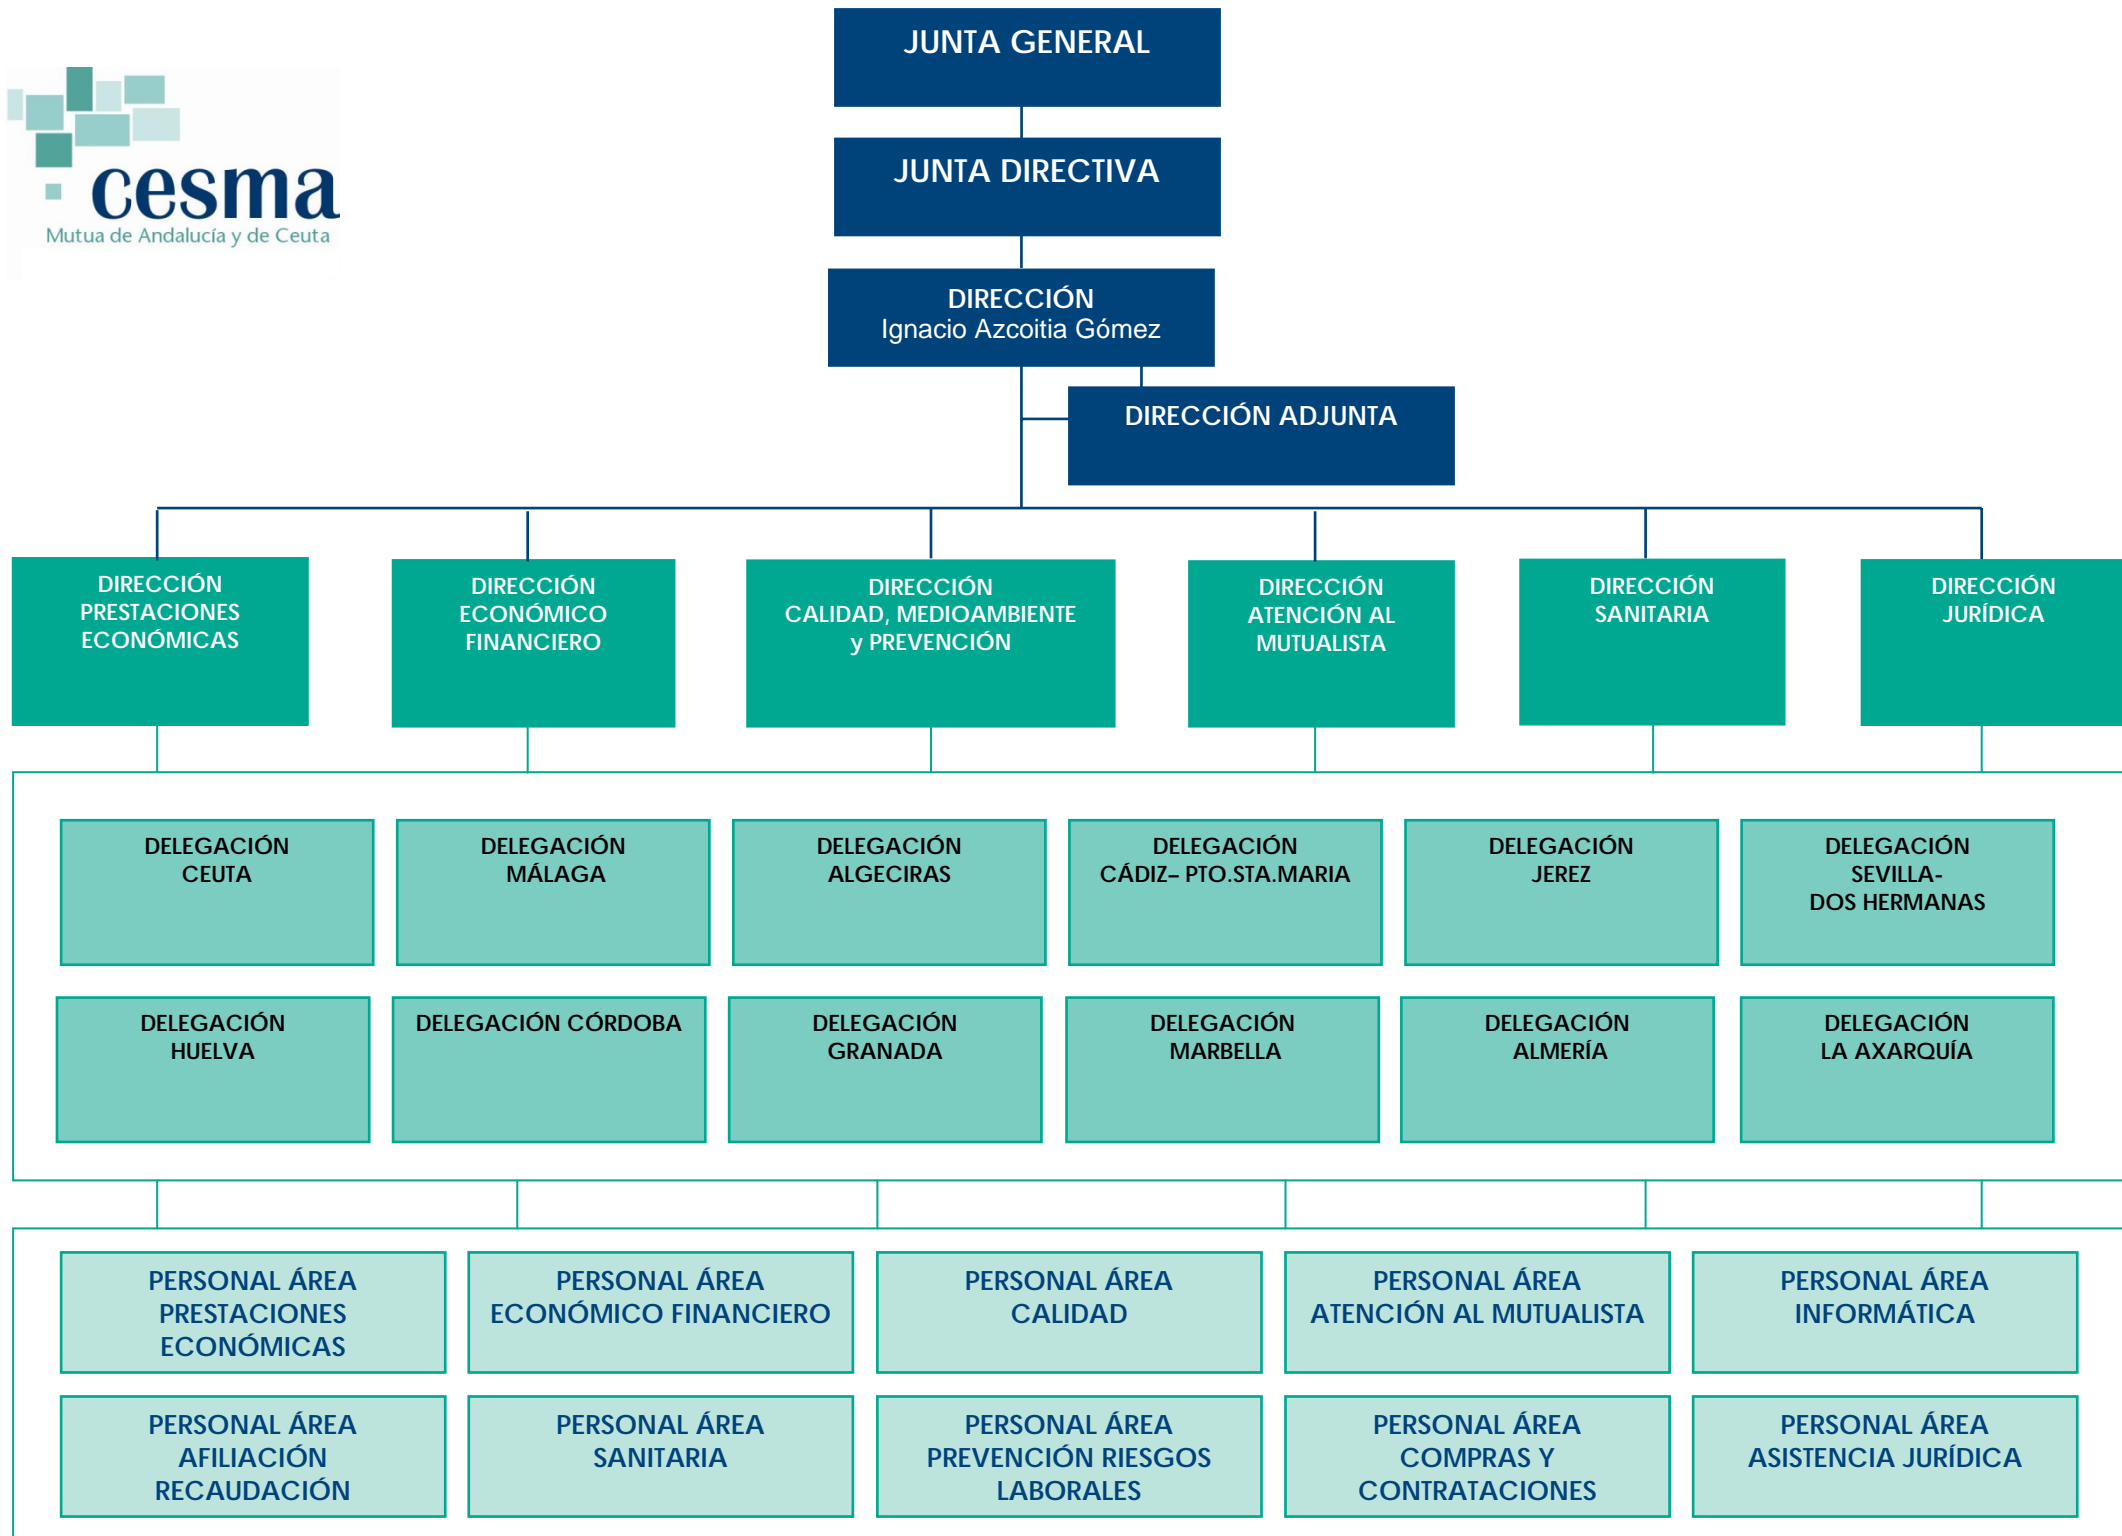 cesma
Mutua de Andalucía y de Ceuta
JUNTA GENERAL
JUNTA DIRECTIVA
DIRECCIÓN
Ignacio Azcoitia Gómez
DIRECCIÓN ADJUNTA
DIRECCIÓN
PRESTACIONES
ECONÓMICAS
DIRECCIÓN
ECONÓMICO
FINANCIERO
DIRECCIÓN
CALIDAD, MEDIOAMBIENTE
y PREVENCIÓN
DIRECCIÓN
ATENCIÓN AL
MUTUALISTA
DIRECCIÓN
SANITARIA
DIRECCIÓN
JURÍDICA
DELEGACIÓN
CEUTA
DELEGACIÓN
MÁLAGA
DELEGACIÓN
ALGECIRAS
DELEGACIÓN
CÁDIZ– PTO.STA.MARIA
DELEGACIÓN
JEREZ
DELEGACIÓN
SEVILLA-
DOS HERMANAS
DELEGACIÓN
HUELVA
DELEGACIÓN CÓRDOBA
DELEGACIÓN
GRANADA
DELEGACIÓN
MARBELLA
DELEGACIÓN
ALMERÍA
DELEGACIÓN
LA AXARQUÍA
PERSONAL ÁREA
PRESTACIONES
ECONÓMICAS
PERSONAL ÁREA
ECONÓMICO FINANCIERO
PERSONAL ÁREA
CALIDAD
PERSONAL ÁREA
ATENCIÓN AL MUTUALISTA
PERSONAL ÁREA
INFORMÁTICA
PERSONAL ÁREA
AFILIACIÓN
RECAUDACIÓN
PERSONAL ÁREA
SANITARIA
PERSONAL ÁREA
PREVENCIÓN RIESGOS
LABORALES
PERSONAL ÁREA
COMPRAS Y
CONTRATACIONES
PERSONAL ÁREA
ASISTENCIA JURÍDICA